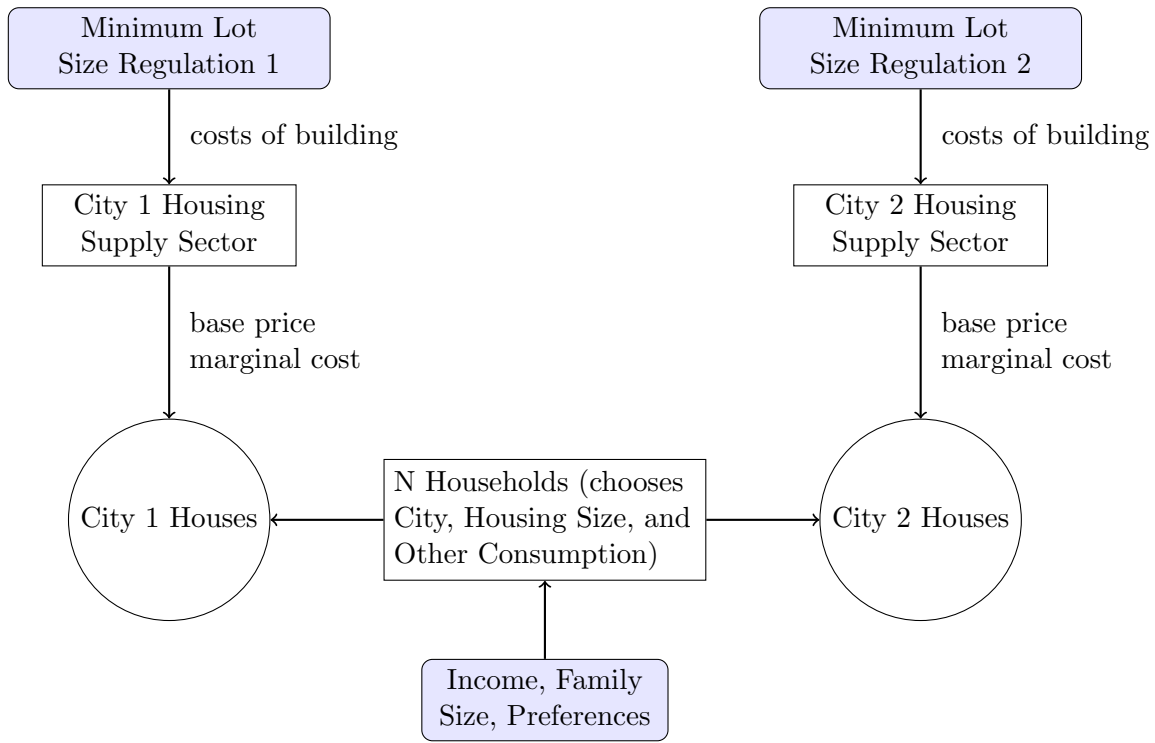 Minimum Lot
Size Regulation 1
Minimum Lot
Size Regulation 2
costs of building
costs of building
City 1 Housing
Supply Sector
City 2 Housing
Supply Sector
base price
marginal cost
base price
marginal cost
City 1 Houses
N Households (chooses
City, Housing Size, and
Other Consumption)
City 2 Houses
Income, Family
Size, Preferences